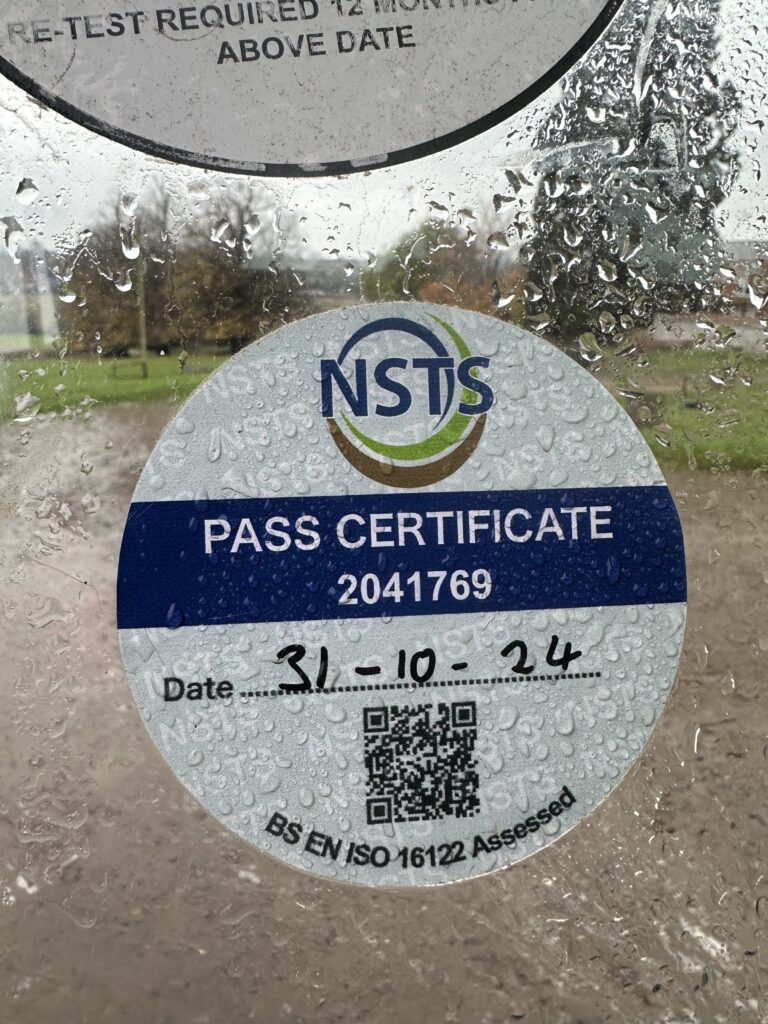 RE-TEST REQUIRED 12 MONTHS
ABOVE DATE
NSTS
PASS CERTIFICATE
2041769
Date 31-10-24
BS EN ISO 16122 Assessed